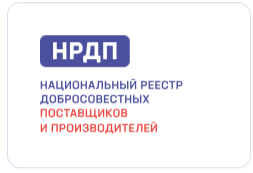 НРДП
НАЦИОНАЛЬНЫЙ РЕЕСТР
ДОБРОСОВЕСТНЫХ
ПОСТАВЩИКОВ
И ПРОИЗВОДИТЕЛЕЙ